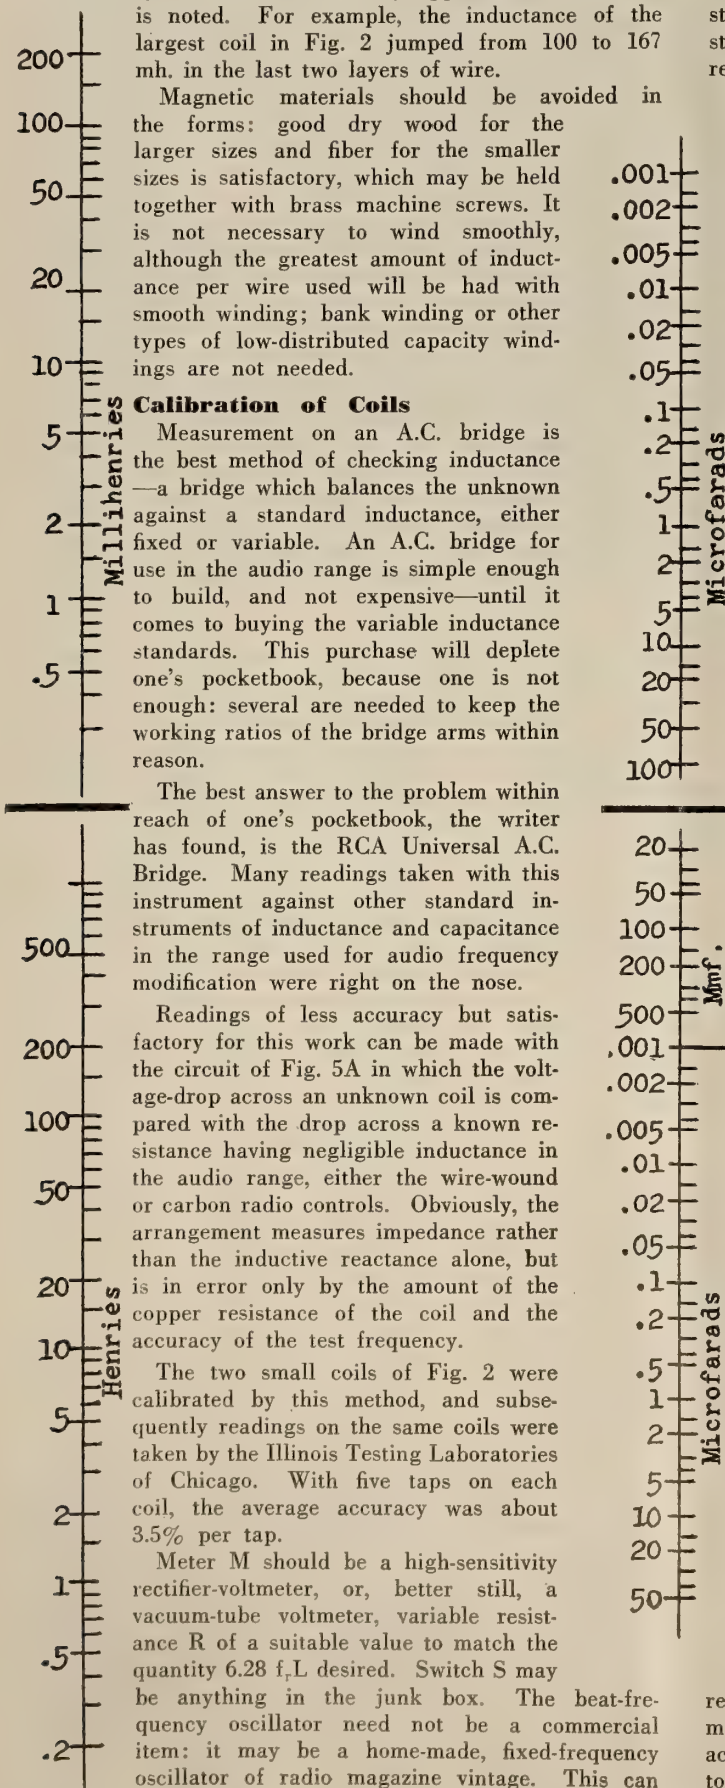 is noted. For example, the inductance of the
largest coil in Fig. 2 jumped from 100 to 167
mh. in the last two layers of wire.
Magnetic materials should be avoided in
the forms: good dry wood for the
larger sizes and fiber for the smaller
sizes is satisfactory, which may be held
together with brass machine screws. It
is not necessary to wind smoothly,
although the greatest amount of induct-
ance per wire used will be had with
smooth winding; bank winding or other
types of low-distributed capacity wind-
ings are not needed.
Calibration of Coils
Measurement on an A.C. bridge is
the best method of checking inductance
—a bridge which balances the unknown
against a standard inductance, either
fixed or variable. An A.C. bridge for
use in the audio range is simple enough
to build, and not expensive—until it
comes to buying the variable inductance
standards. This purchase will deplete
one's pocketbook, because one is not
enough: several are needed to keep the
working ratios of the bridge arms within
reason.
The best answer to the problem within
reach of one's pocketbook, the writer
has found, is the RCA Universal A.C.
Bridge. Many readings taken with this
instrument against other standard in-
struments of inductance and capacitance
in the range used for audio frequency
modification were right on the nose.
Readings of less accuracy but satis-
factory for this work can be made with
the circuit of Fig. 5A in which the volt-
age-drop across an unknown coil is com-
pared with the drop across a known re-
sistance having negligible inductance in
the audio range, either the wire-wound
or carbon radio controls. Obviously, the
arrangement measures impedance rather
than the inductive reactance alone, but
is in error only by the amount of the
copper resistance of the coil and the
accuracy of the test frequency.
The two small coils of Fig. 2 were
calibrated by this method, and subse-
quently readings on the same coils were
taken by the Illinois Testing Laboratories
of Chicago. With five taps on each
coil, the average accuracy was about
3.5% per tap.
Meter M should be a high-sensitivity
rectifier-voltmeter, or, better still, a
vacuum-tube voltmeter, variable resist-
ance R of a suitable value to match the
quantity 6.28 frL desired. Switch S may
be anything in the junk box. The beat-fre-
quency oscillator need not be a commercial
item: it may be a home-made, fixed-frequency
oscillator of radio magazine vintage. This can
200
100
50
20
10
5
2
1
.5
Millihenries
500
200
100
50
20
10
5
2
1
.5
.2
Henries
.001
.002
.005
.01
.02
.05
.1
.2
.5
1
2
5
10
20
50
100
Microfarads
20
50
100
200
500
Mmf.
.001
.002
.005
.01
.02
.05
.1
.2
.5
1
2
5
10
20
50
Microfarads
st
st
re
re
m
ac
to